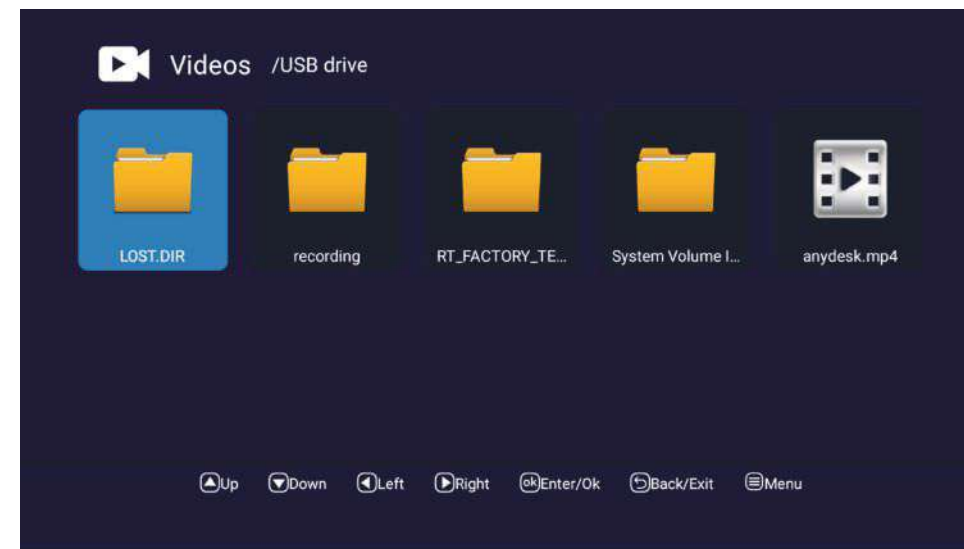 Videos /USB drive
LOST.DIR recording RT_FACTORY_TE... System Volume I... anydesk.mp4
Up Down Left Right ok Enter/Ok Back/Exit Menu